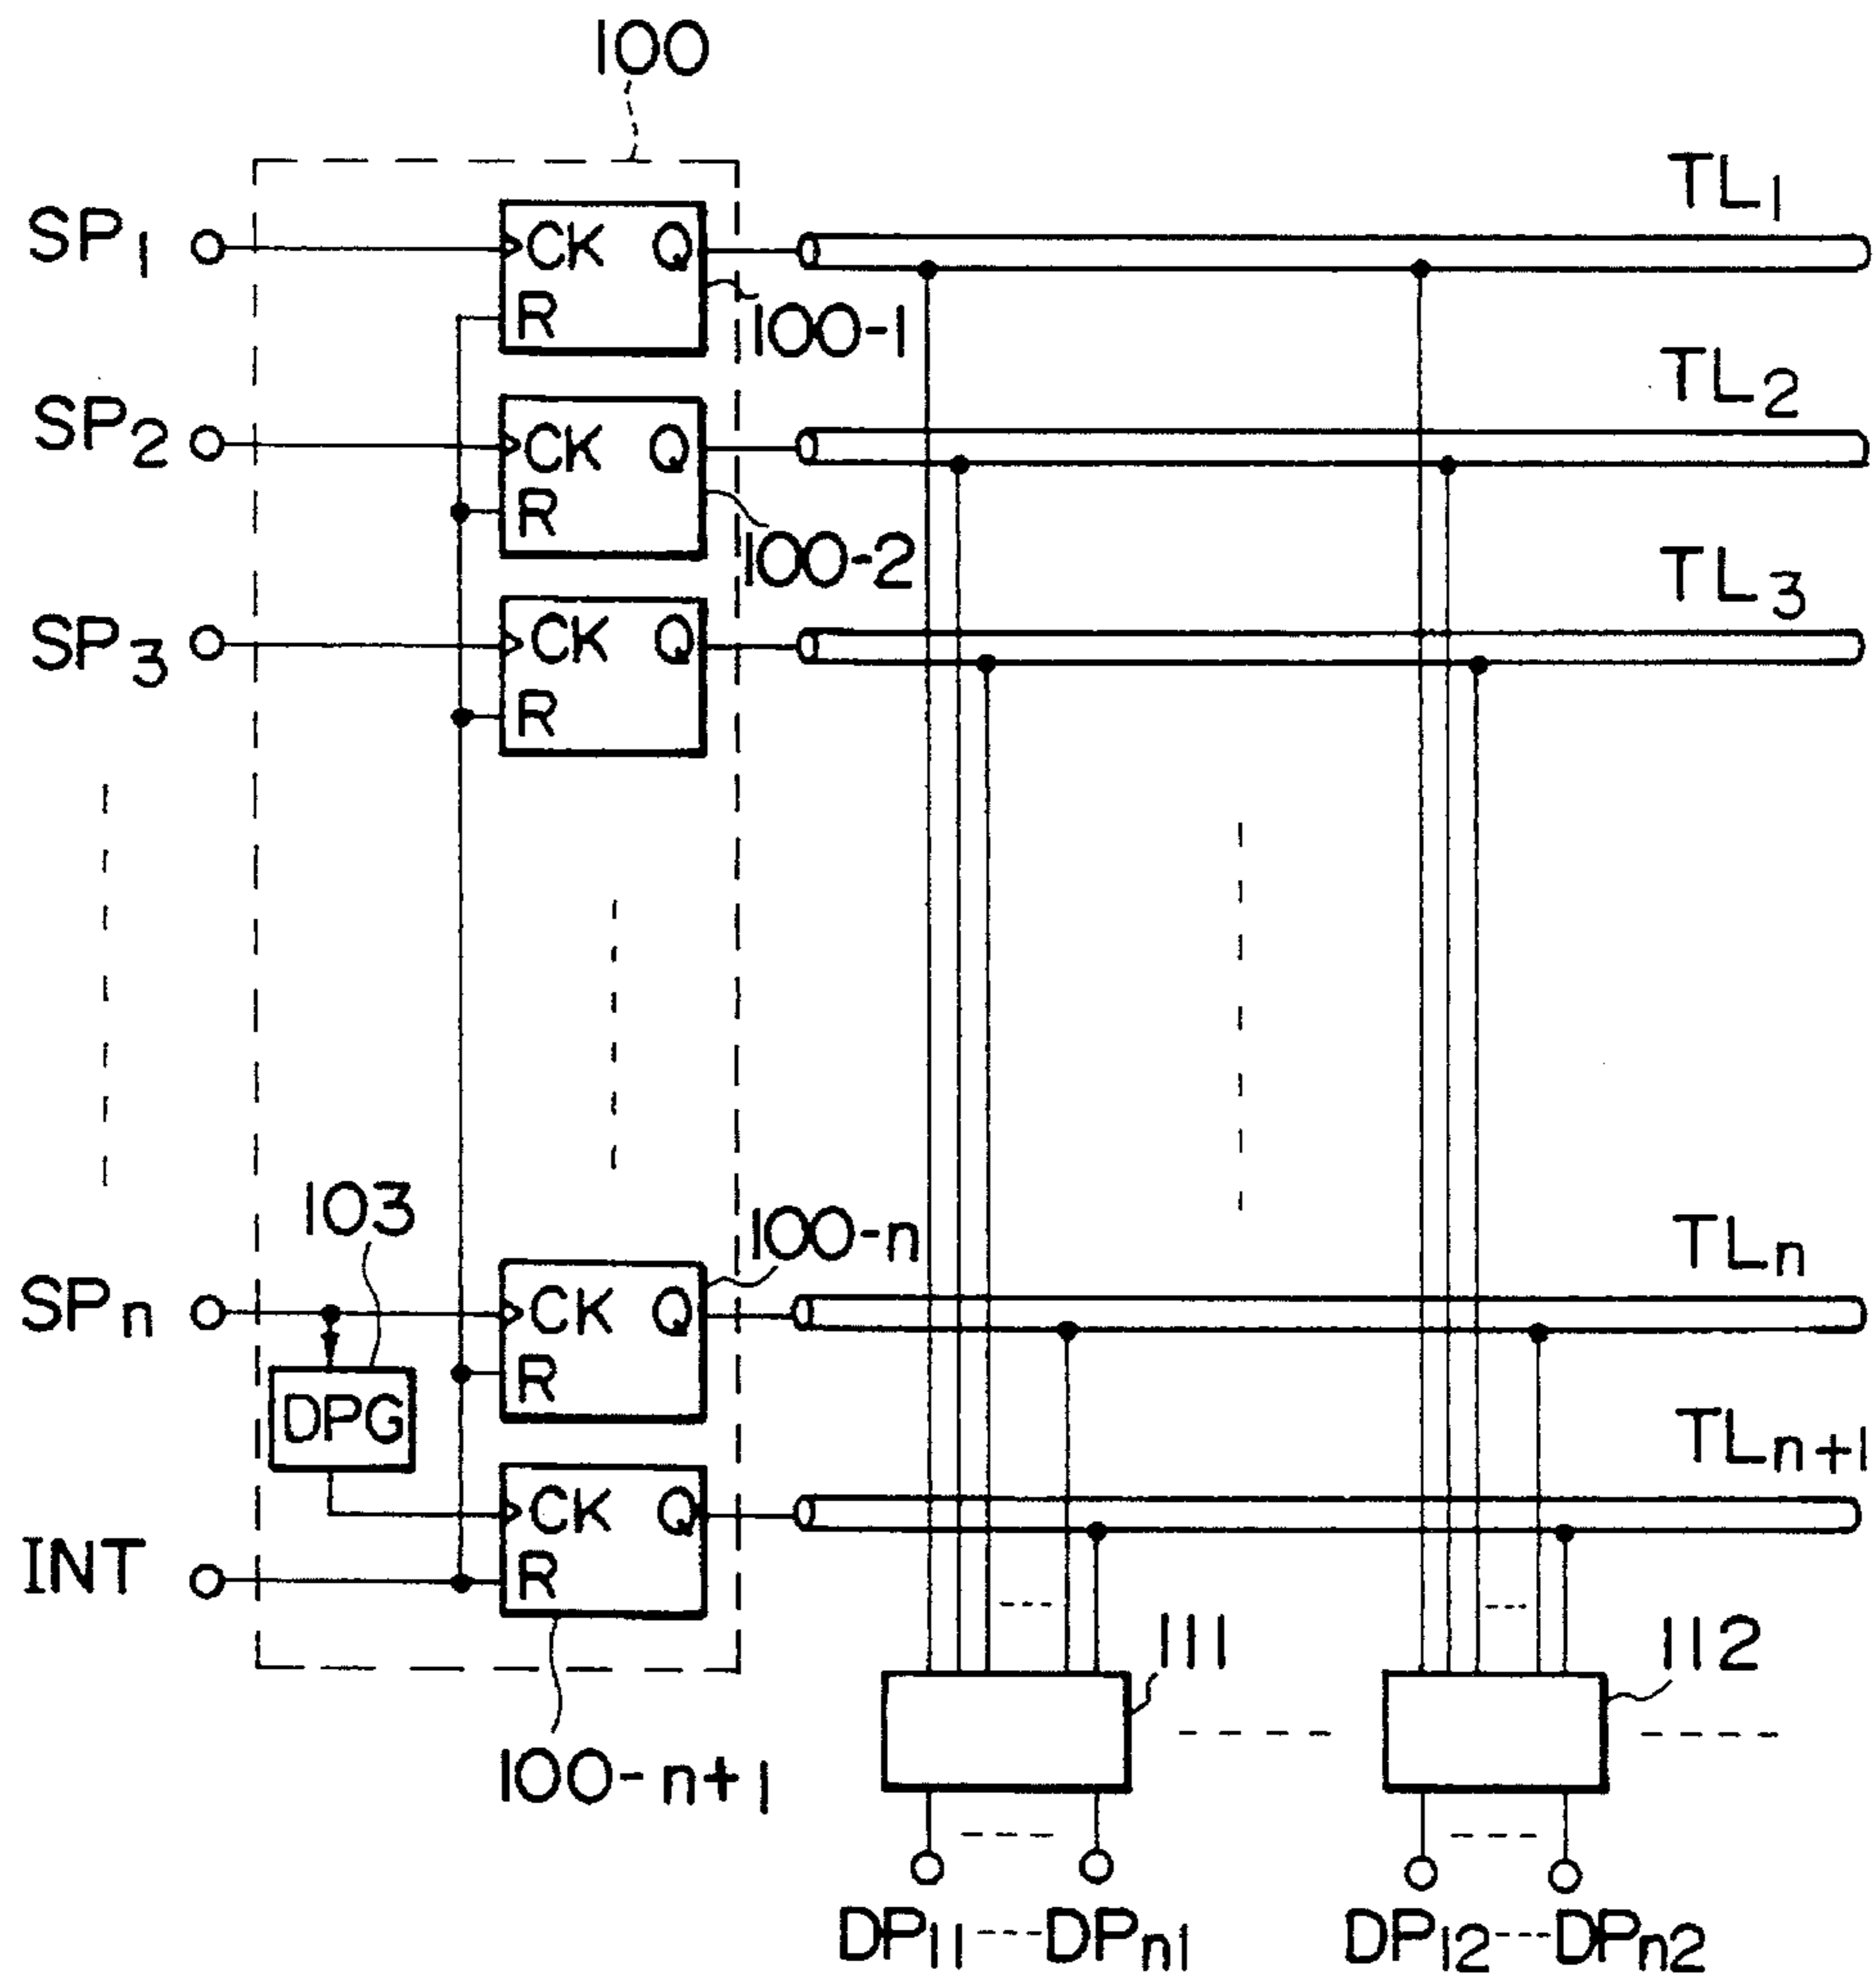 100
TL₁
SP₁ CK Q
R
100-1
TL₂
SP₂ CK Q
R
100-2
TL₃
SP₃ CK Q
R
103
100-n
TLₙ
SPₙ CK Q
R
DPG
TLₙ₊₁
CK Q
INT R
111
112
100-n+1
DP₁₁ ---- DPₙ₁ DP₁₂ --- DPₙ₂